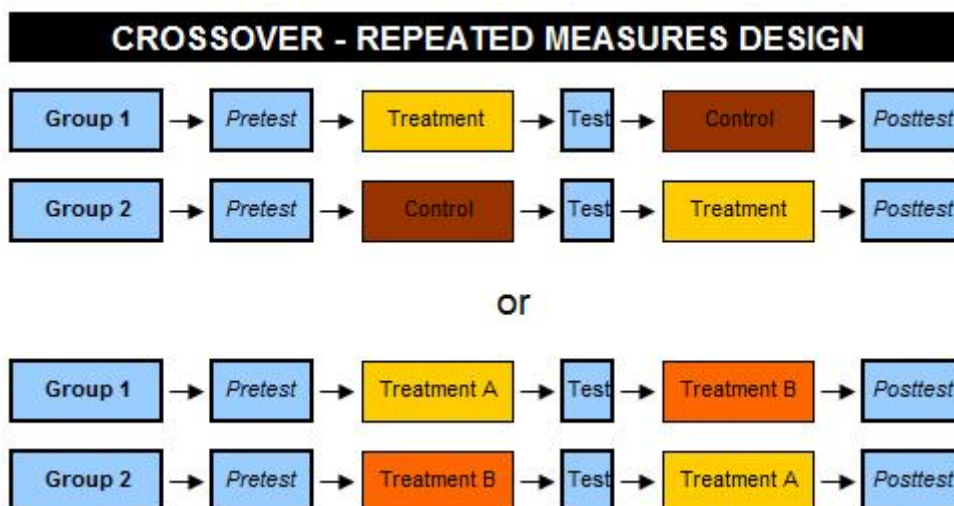 CROSSOVER - REPEATED MEASURES DESIGN
Group 1 Pretest Treatment Test Control Posttest
Group 2 Pretest Control Test Treatment Posttest
or
Group 1 Pretest Treatment A Test Treatment B Posttest
Group 2 Pretest Treatment B Test Treatment A Posttest